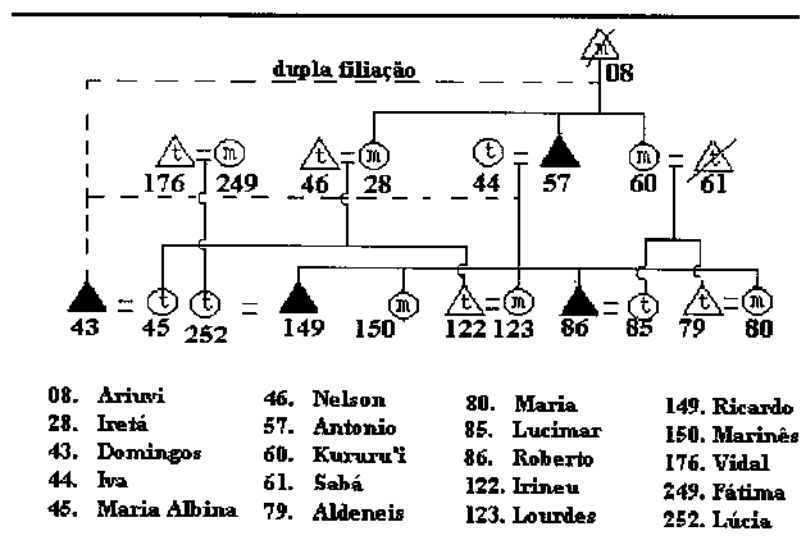 m
08
dupla filiação
t = m t = m t = m = t
176 249 46 28 44 57 60 61
= t t = m t = m = t t = m
43 45 252 149 150 122 123 86 85 79 80
08. Ariuvi
28. Iretá
43. Domingos
44. Iva
45. Maria Albina
46. Nelson
57. Antonio
60. Kururu'i
61. Sabá
79. Aldeneis
80. Maria
85. Lucimar
86. Roberto
122. Irineu
123. Lourdes
149. Ricardo
150. Marinês
176. Vidal
249. Fátima
252. Lúcia